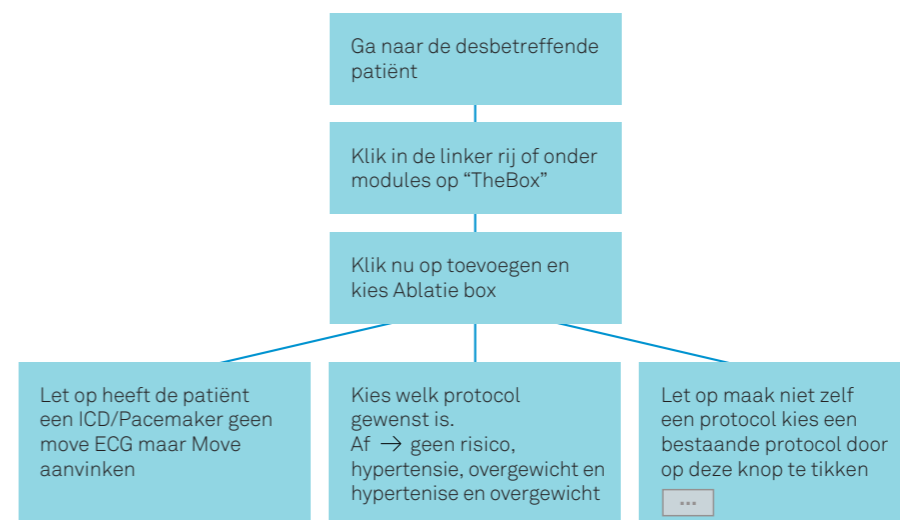 Ga naar de desbetreffende
patiënt
Klik in de linker rij of onder
modules op “TheBox”
Klik nu op toevoegen en
kies Ablatie box
Let op heeft de patiënt
een ICD/Pacemaker geen
move ECG maar Move
aanvinken
Kies welk protocol
gewenst is.
Af → geen risico,
hypertensie, overgewicht en
hypertenise en overgewicht
Let op maak niet zelf
een protocol kies een
bestaande protocol door
op deze knop te tikken
...